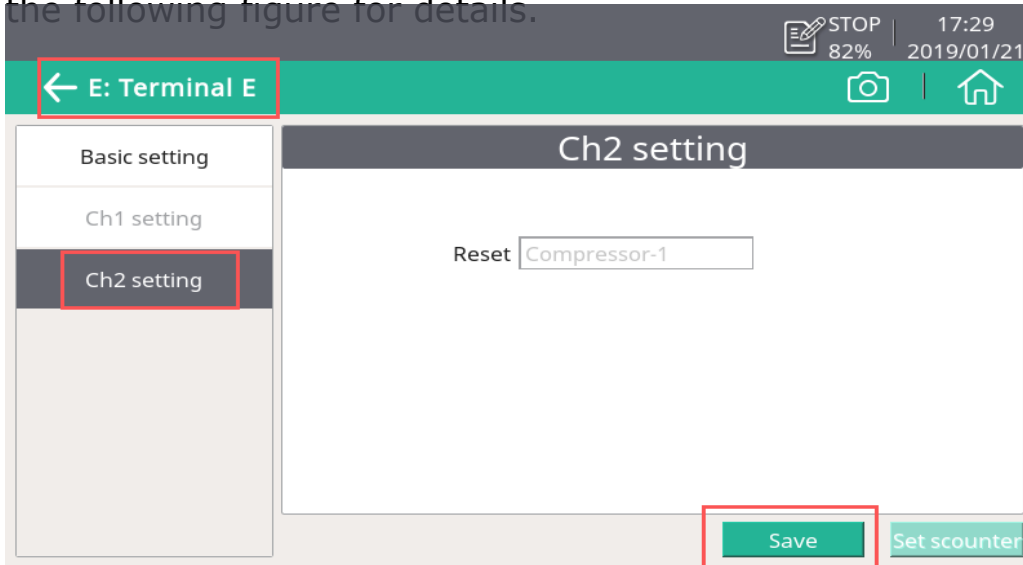 the following figure for details.
STOP 17:29
82% 2019/01/21
E: Terminal E
Basic setting
Ch1 setting
Ch2 setting
Ch2 setting
Reset Compressor-1
Save Set scounter